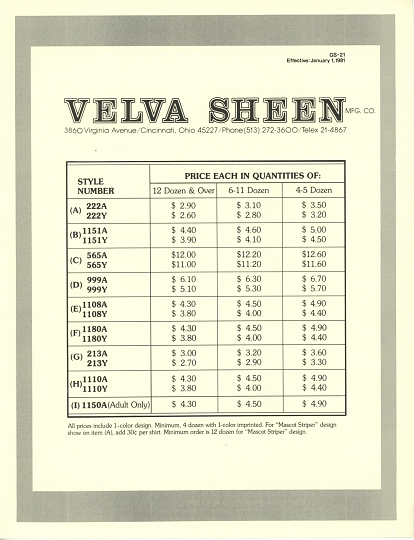 GS-21
Effective: January 1, 1981
VELVA SHEEN MFG. CO.
3860 Virginia Avenue/Cincinnati, Ohio 45227/Phone (513) 272-3600/Telex 21-4867
STYLE NUMBER
PRICE EACH IN QUANTITIES OF:
12 Dozen & Over 6-11 Dozen 4-5 Dozen
(A) 222A $ 2.90 $ 3.10 $ 3.50
222Y $ 2.60 $ 2.80 $ 3.20
(B) 1151A $ 4.40 $ 4.60 $ 5.00
1151Y $ 3.90 $ 4.10 $ 4.50
(C) 565A $12.00 $12.20 $12.60
565Y $11.00 $11.20 $11.60
(D) 999A $ 6.10 $ 6.30 $ 6.70
999Y $ 5.10 $ 5.30 $ 5.70
(E) 1108A $ 4.30 $ 4.50 $ 4.90
1108Y $ 3.80 $ 4.00 $ 4.40
(F) 1180A $ 4.30 $ 4.50 $ 4.90
1180Y $ 3.80 $ 4.00 $ 4.40
(G) 213A $ 3.00 $ 3.20 $ 3.60
213Y $ 2.70 $ 2.90 $ 3.30
(H) 1110A $ 4.30 $ 4.50 $ 4.90
1110Y $ 3.80 $ 4.00 $ 4.40
(I) 1150A (Adult Only) $ 4.30 $ 4.50 $ 4.90
All prices include 1-color design. Minimum, 4 dozen with 1-color imprinted. For "Mascot Striper" design
show on item (A), add 30¢ per shirt. Minimum order is 12 dozen for "Mascot Striper" design.